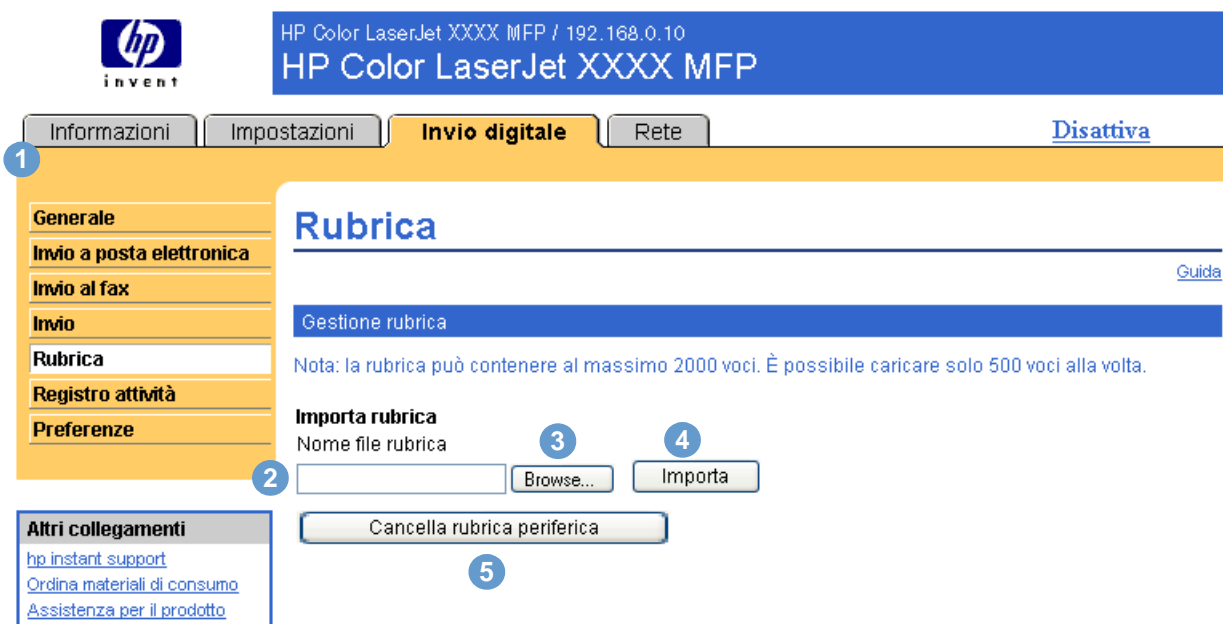 hp
invent
HP Color LaserJet XXXX MFP / 192.168.0.10
HP Color LaserJet XXXX MFP
Informazioni
Impostazioni
Invio digitale
Rete
Disattiva
1
Generale
Invio a posta elettronica
Invio al fax
Invio
Rubrica
Registro attività
Preferenze
Altri collegamenti
hp instant support
Ordina materiali di consumo
Assistenza per il prodotto
Rubrica
Guida
Gestione rubrica
Nota: la rubrica può contenere al massimo 2000 voci. È possibile caricare solo 500 voci alla volta.
Importa rubrica
Nome file rubrica
3
4
2
Browse...
Importa
Cancella rubrica periferica
5